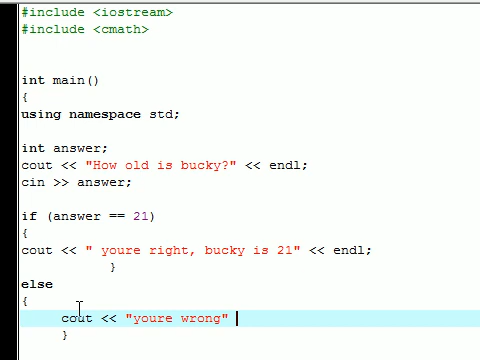 #include <iostream>
#include <cmath>
int main()
{
using namespace std;
int answer;
cout << "How old is bucky?" << endl;
cin >> answer;
if (answer == 21)
{
cout << " youre right, bucky is 21" << endl;
}
else
{
cout << "youre wrong"
}